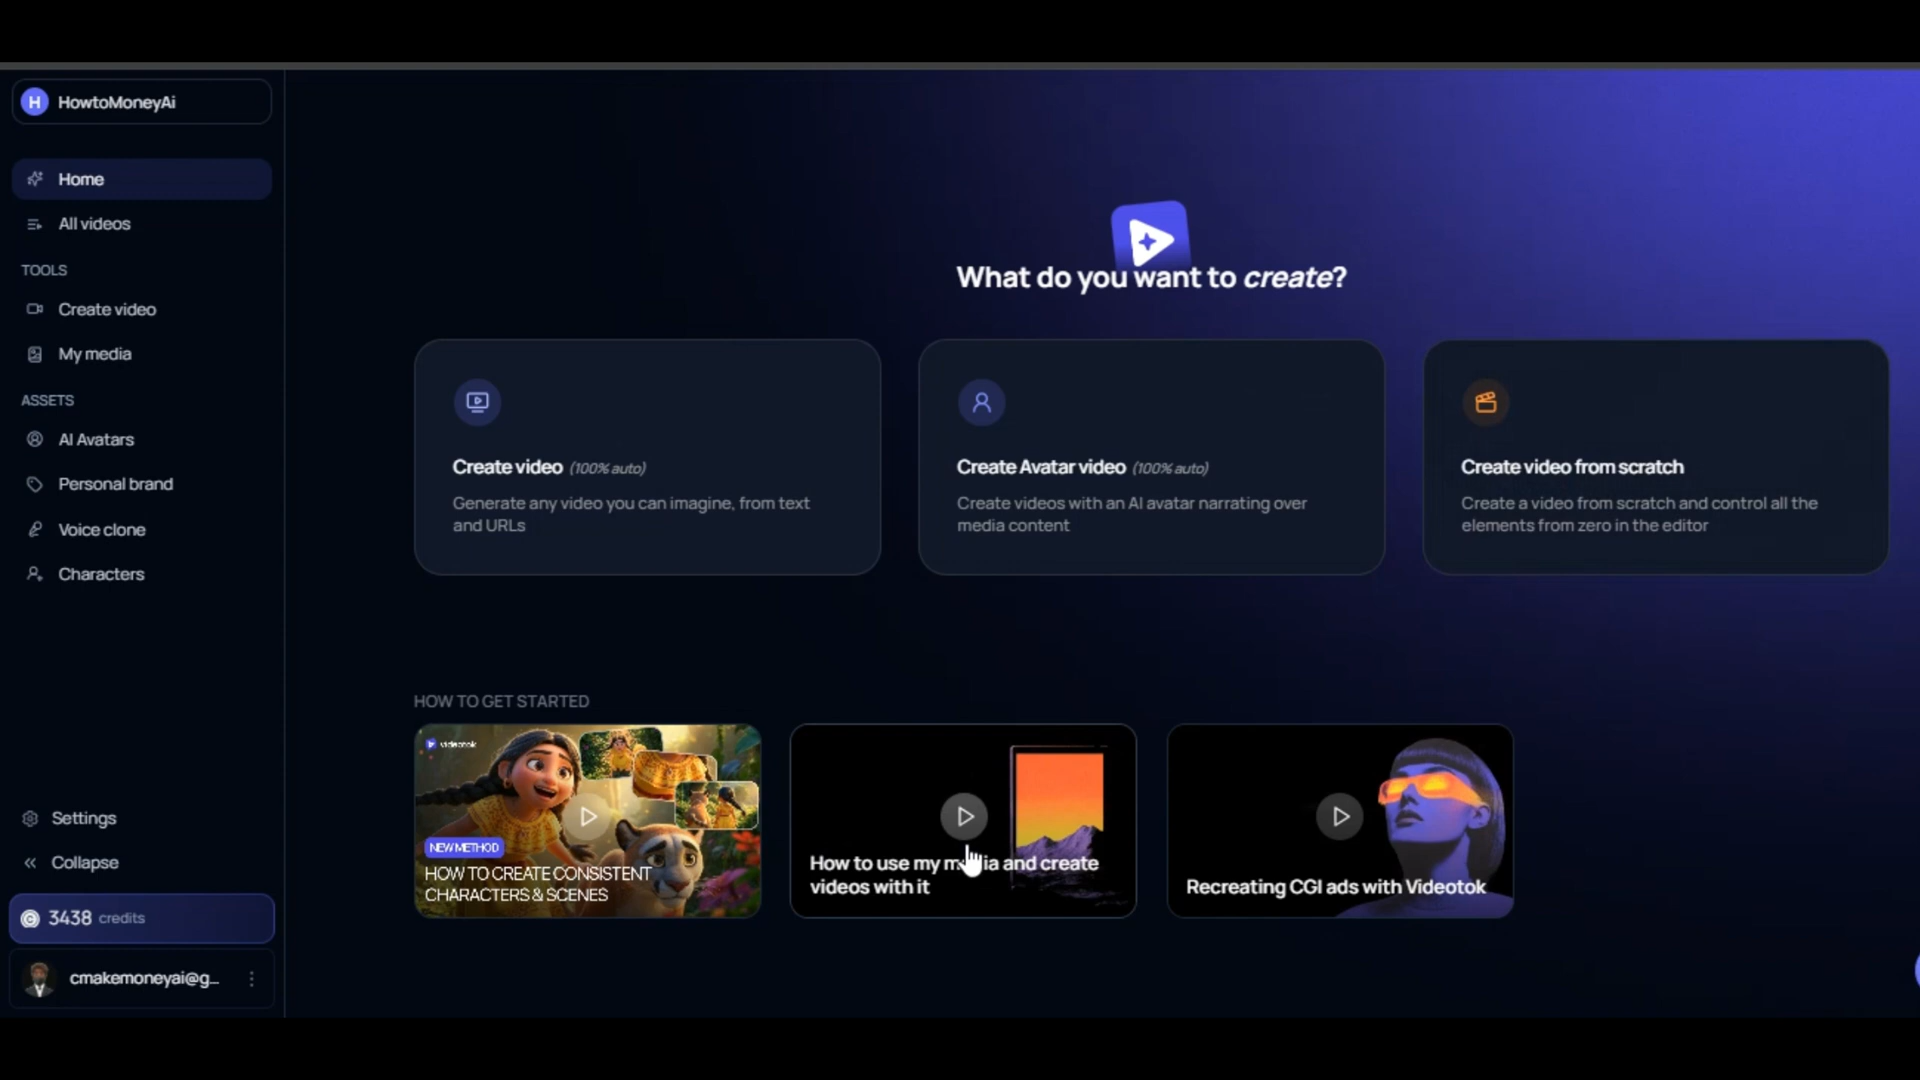 H HowtoMoneyAi
Home
All videos
TOOLS
Create video
My media
ASSETS
AI Avatars
Personal brand
Voice clone
Characters
Settings
Collapse
3438 credits
cmakemoneyai@g...
What do you want to create?
Create video (100% auto)
Generate any video you can imagine, from text
and URLs
Create Avatar video (100% auto)
Create videos with an AI avatar narrating over
media content
Create video from scratch
Create a video from scratch and control all the
elements from zero in the editor
HOW TO GET STARTED
videotok
NEW METHOD
HOW TO CREATE CONSISTENT
CHARACTERS & SCENES
How to use my media and create
videos with it
Recreating CGI ads with Videotok